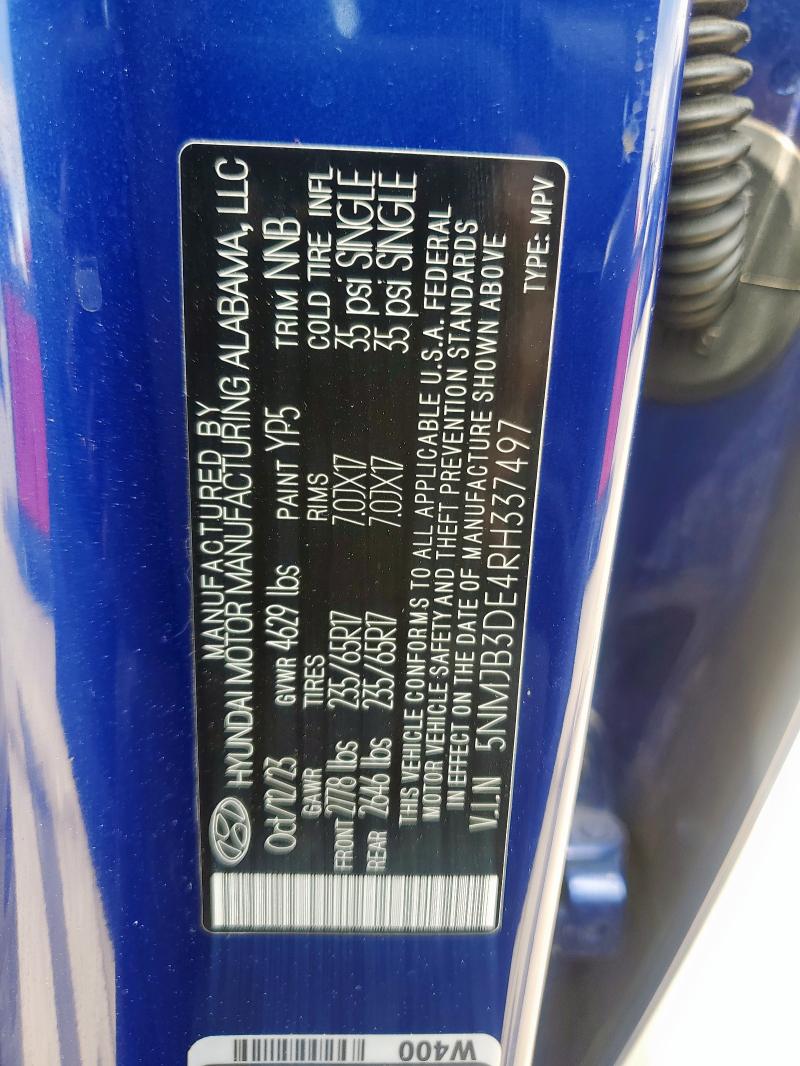 MANUFACTURED BY
HYUNDAI MOTOR MANUFACTURING ALABAMA, LLC
Oct/12/23 GVWR 4629 lbs PAINT YP5 TRIM NNB
GAWR TIRES RIMS COLD TIRE INFL
FRONT 2778 lbs 235/65R17 7.0JX17 35 psi SINGLE
REAR 2646 lbs 235/65R17 7.0JX17 35 psi SINGLE
THIS VEHICLE CONFORMS TO ALL APPLICABLE U.S.A. FEDERAL
MOTOR VEHICLE SAFETY AND THEFT PREVENTION STANDARDS
IN EFFECT ON THE DATE OF MANUFACTURE SHOWN ABOVE
V.I.N 5NMJB3DE4RH337497
TYPE: MPV
W400